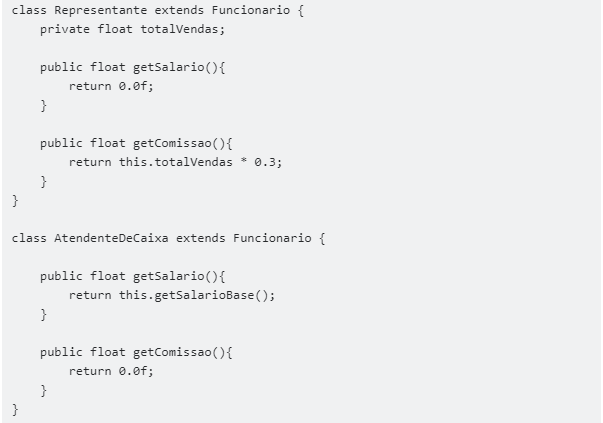 class Representante extends Funcionario {
    private float totalVendas;

    public float getSalario(){
        return 0.0f;
    }

    public float getComissao(){
        return this.totalVendas * 0.3;
    }
}

class AtendenteDeCaixa extends Funcionario {

    public float getSalario(){
        return this.getSalarioBase();
    }

    public float getComissao(){
        return 0.0f;
    }
}